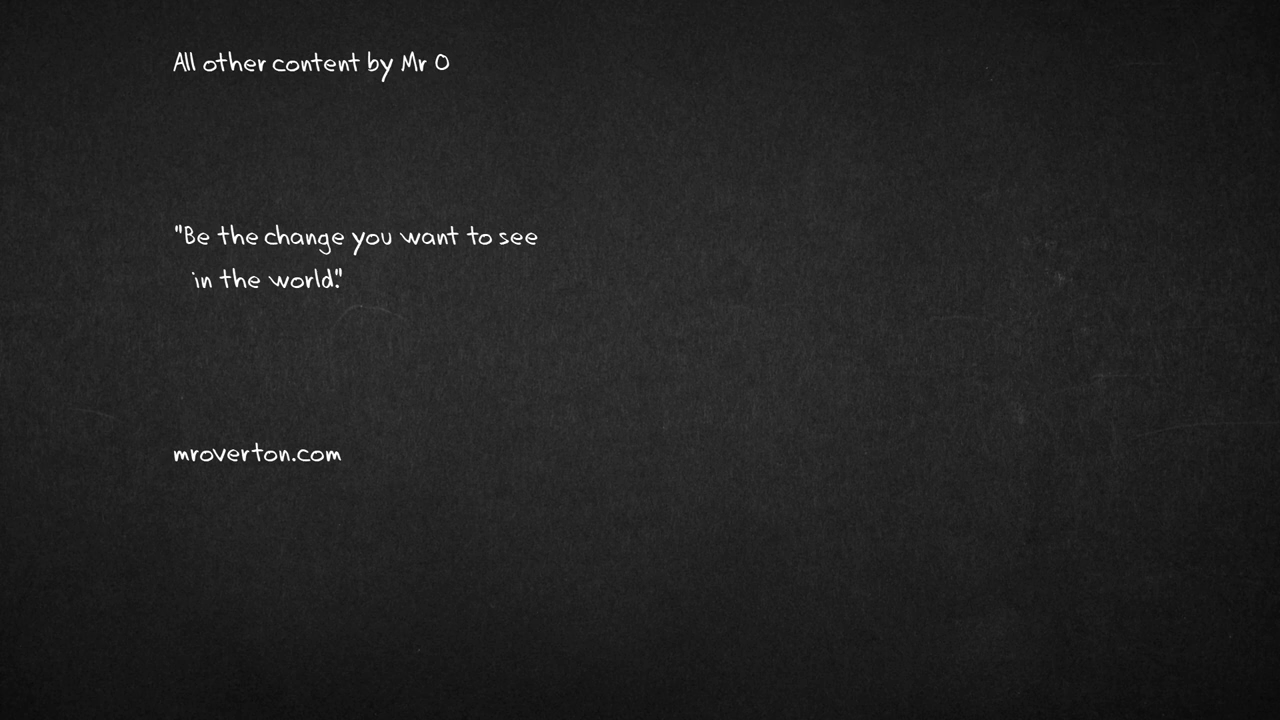 All other content by Mr O
"Be the change you want to see
in the world."
mroverton.com